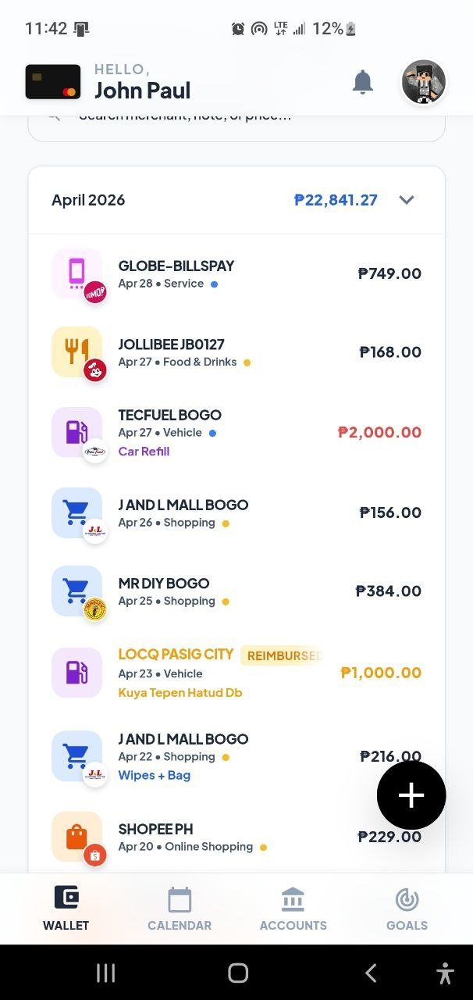 11:42
LTE
12%
HELLO,
John Paul
Search merchant, note, or price...
April 2026
₱22,841.27
GLOBE-BILLSPAY
Apr 28 • Service
₱749.00
GOMO!
JOLLIBEE JB0127
Apr 27 • Food & Drinks
₱168.00
TECFUEL BOGO
Apr 27 • Vehicle
Car Refill
₱2,000.00
J AND L MALL BOGO
Apr 26 • Shopping
₱156.00
J&L
MR DIY BOGO
Apr 25 • Shopping
₱384.00
LOCQ PASIG CITY REIMBURSED
Apr 23 • Vehicle
Kuya Tepen Hatud Db
₱1,000.00
J AND L MALL BOGO
Apr 22 • Shopping
Wipes + Bag
₱216.00
J&L
+
SHOPEE PH
Apr 20 • Online Shopping
₱229.00
WALLET
CALENDAR
ACCOUNTS
GOALS